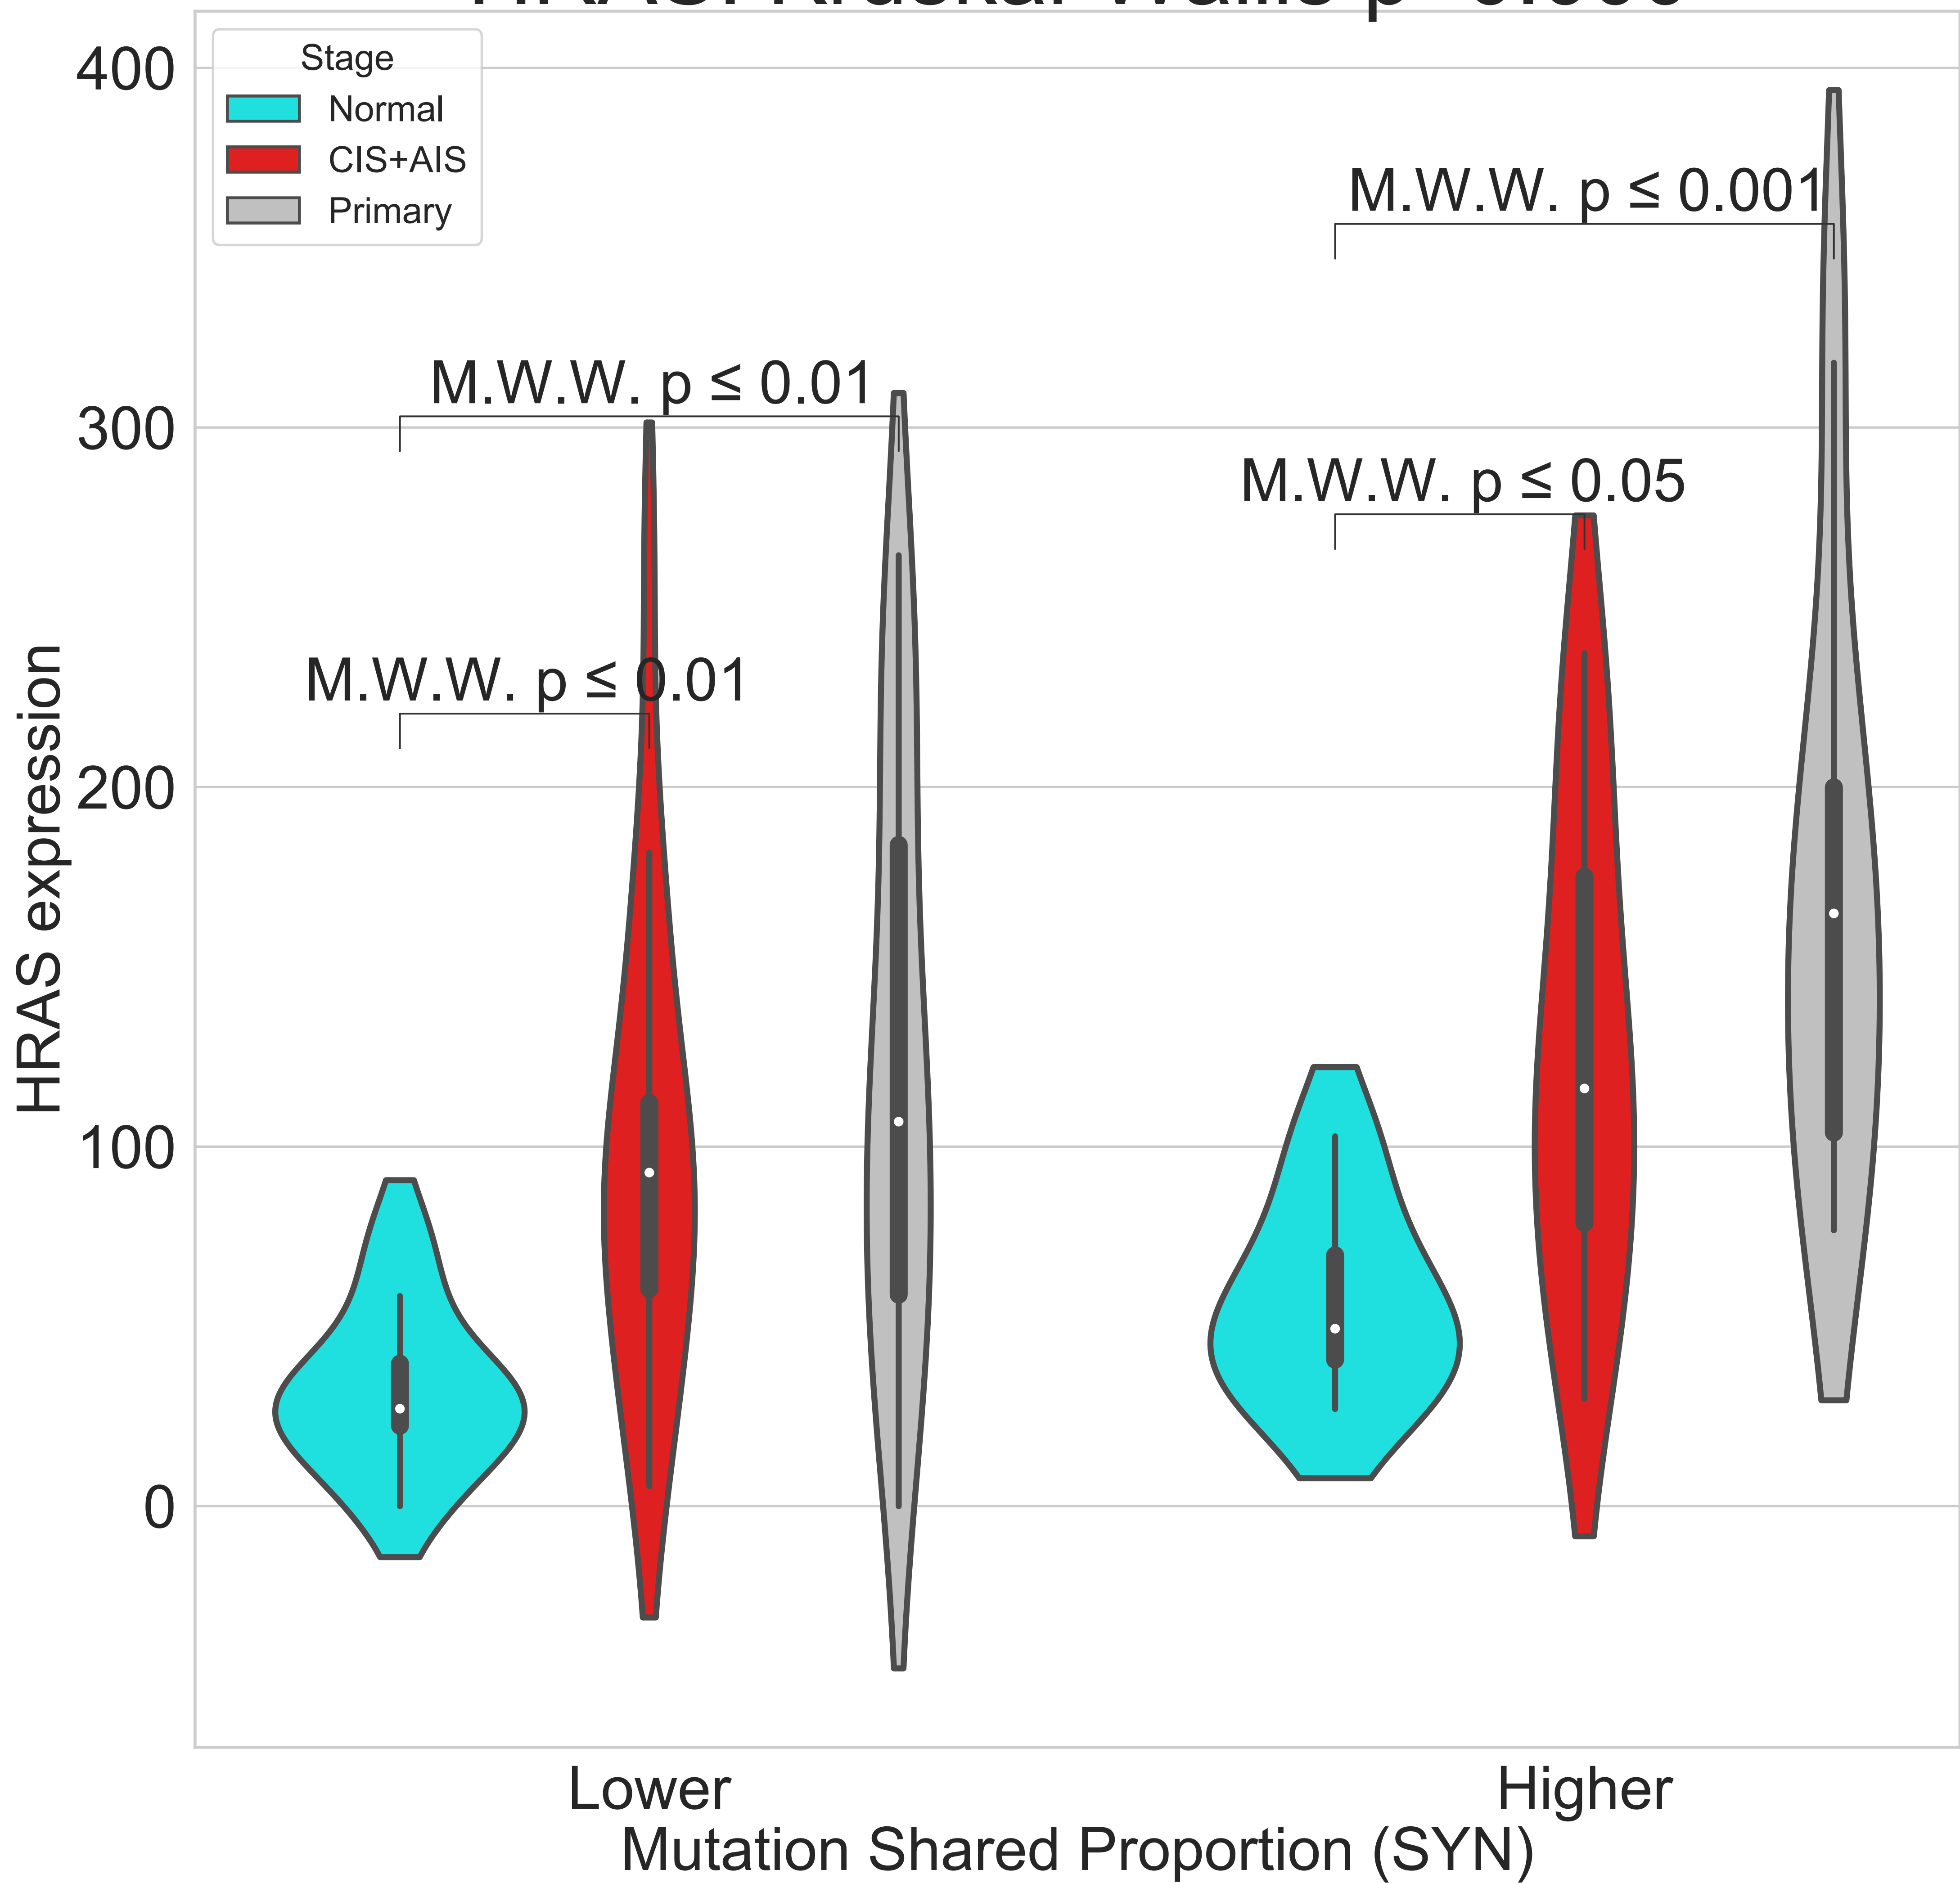 Stage
Normal
CIS+AIS
Primary
400
300
200
100
0
HRAS expression
M.W.W. p ≤ 0.001
M.W.W. p ≤ 0.01
M.W.W. p ≤ 0.05
M.W.W. p ≤ 0.01
Lower
Higher
Mutation Shared Proportion (SYN)